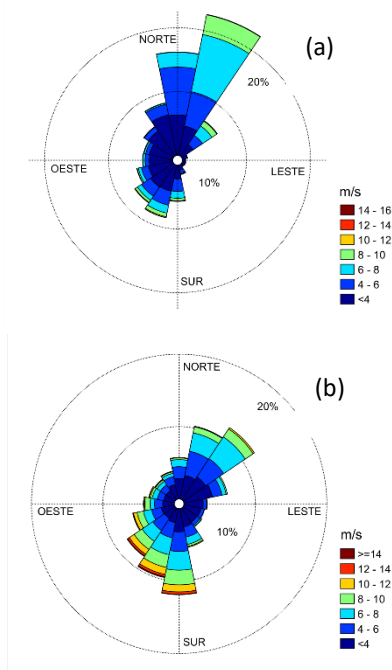 (a)
NORTE
20%
OESTE
LESTE
10%
SUR
m/s
14 - 16
12 - 14
10 - 12
8 - 10
6 - 8
4 - 6
<4
(b)
NORTE
20%
OESTE
LESTE
10%
SUR
m/s
>=14
12 - 14
10 - 12
8 - 10
6 - 8
4 - 6
<4